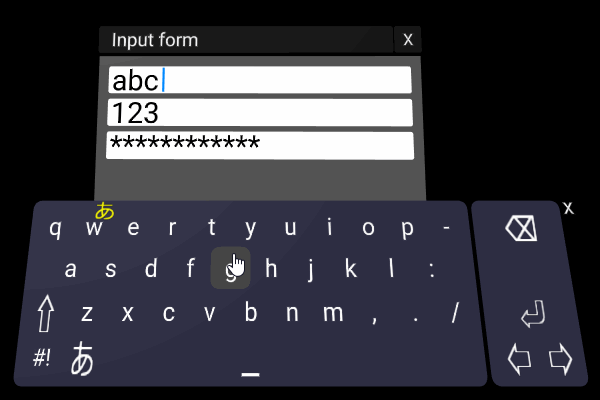 Input form X
abc
123
************
あ
q w e r t y u i o p -
X
a s d f g h j k l :
z x c v b n m , . /
#! あ _